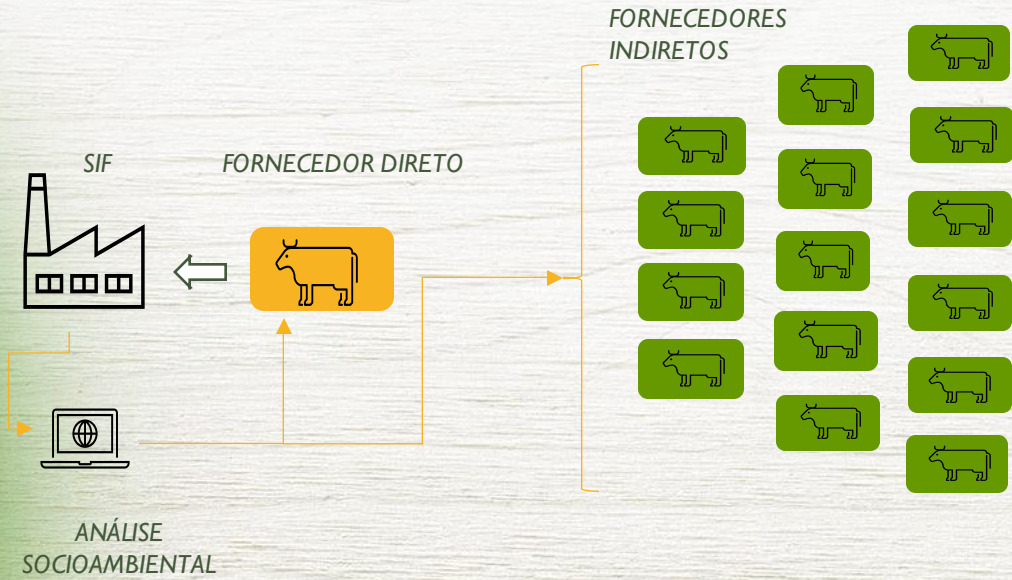 FORNECEDORES
INDIRETOS
SIF
FORNECEDOR DIRETO
ANÁLISE
SOCIOAMBIENTAL